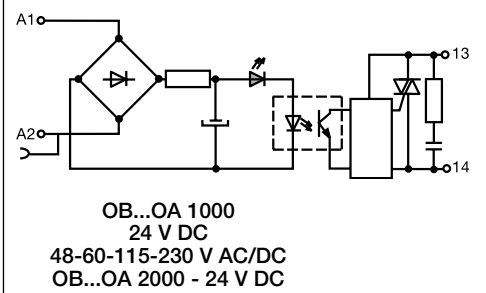 A1
13
A2
14
OB...OA 1000
24 V DC
48-60-115-230 V AC/DC
OB...OA 2000 - 24 V DC